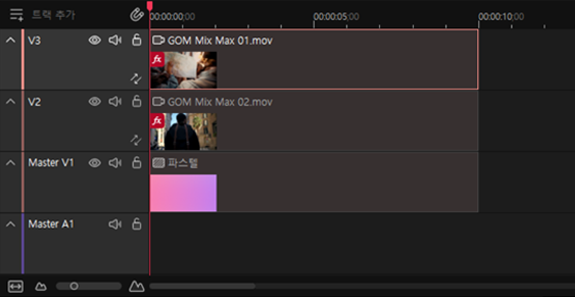 트랙 추가
00:00:00;00 00:00:05;00 00:00:10;00
V3
GOM Mix Max 01.mov
fx
V2
GOM Mix Max 02.mov
fx
Master V1
파스텔
Master A1